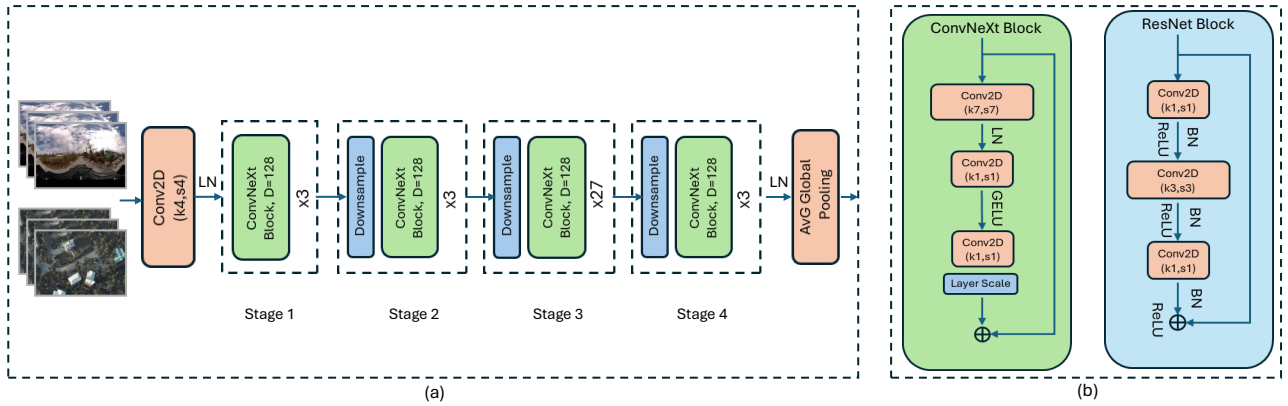 Conv2D
(k4,s4)
LN
ConvNeXt
Block, D=128
x3
Stage 1
Downsample
ConvNeXt
Block, D=128
x3
Stage 2
Downsample
ConvNeXt
Block, D=128
x27
Stage 3
Downsample
ConvNeXt
Block, D=128
x3
Stage 4
LN
AvG Global
Pooling
(a)
ConvNeXt Block
Conv2D
(k7,s7)
LN
Conv2D
(k1,s1)
GELU
Conv2D
(k1,s1)
Layer Scale
ResNet Block
Conv2D
(k1,s1)
ReLU
BN
Conv2D
(k3,s3)
ReLU
BN
Conv2D
(k1,s1)
ReLU
BN
(b)